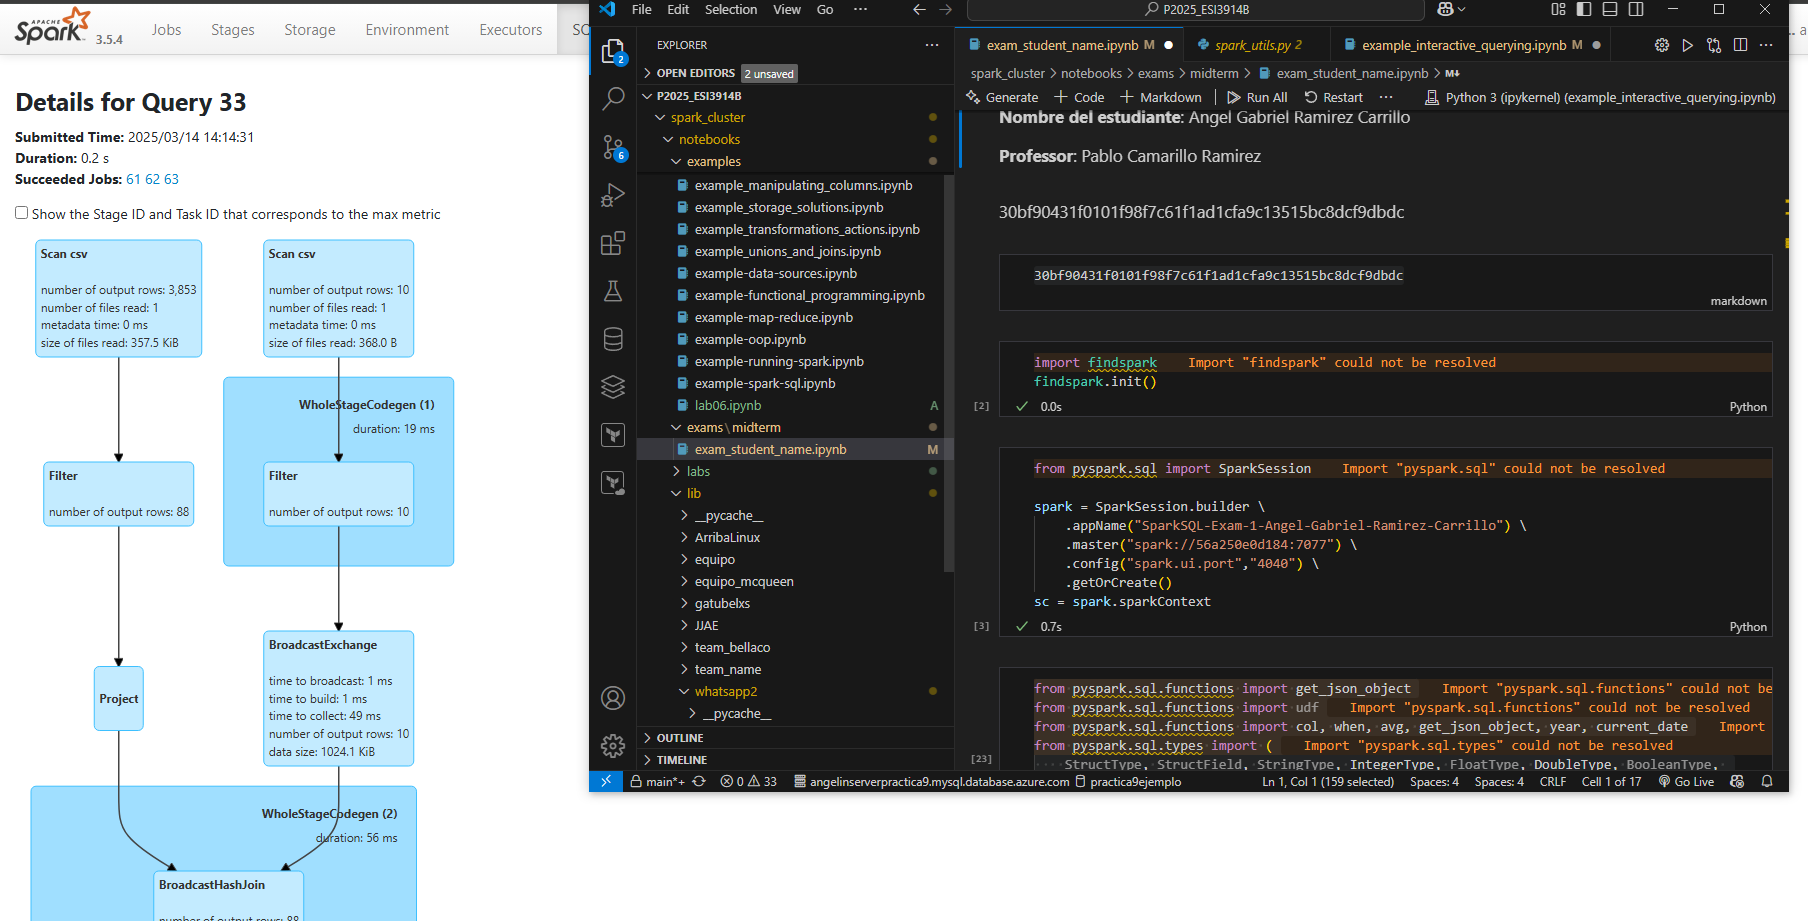 APACHE
Spark 3.5.4
Jobs
Stages
Storage
Environment
Executors
Details for Query 33
Submitted Time: 2025/03/14 14:14:31
Duration: 0.2 s
Succeeded Jobs: 61 62 63
Show the Stage ID and Task ID that corresponds to the max metric
Scan csv
number of output rows: 3,853
number of files read: 1
metadata time: 0 ms
size of files read: 357.5 KiB
Scan csv
number of output rows: 10
number of files read: 1
metadata time: 0 ms
size of files read: 368.0 B
WholeStageCodegen (1)
duration: 19 ms
Filter
number of output rows: 88
Filter
number of output rows: 10
BroadcastExchange
time to broadcast: 1 ms
time to build: 1 ms
time to collect: 49 ms
number of output rows: 10
data size: 1024.1 KiB
Project
WholeStageCodegen (2)
duration: 56 ms
BroadcastHashJoin
number of output rows: 88
File Edit Selection View Go ···
P2025_ESI3914B
EXPLORER ···
OPEN EDITORS 2 unsaved
P2025_ESI3914B
spark_cluster
notebooks
examples
example_manipulating_columns.ipynb
example_storage_solutions.ipynb
example_transformations_actions.ipynb
example_unions_and_joins.ipynb
example-data-sources.ipynb
example-functional_programming.ipynb
example-map-reduce.ipynb
example-oop.ipynb
example-running-spark.ipynb
example-spark-sql.ipynb
lab06.ipynb A
exams\midterm
exam_student_name.ipynb M
labs
lib
__pycache__
ArribaLinux
equipo
equipo_mcqueen
gatubelxs
JJAE
team_bellaco
team_name
whatsapp2
__pycache__
OUTLINE
TIMELINE
2
6
exam_student_name.ipynb M
spark_utils.py 2
example_interactive_querying.ipynb M
spark_cluster > notebooks > exams > midterm > exam_student_name.ipynb > M↓
Generate + Code + Markdown Run All Restart ··· Python 3 (ipykernel) (example_interactive_querying.ipynb)
Nombre del estudiante: Angel Gabriel Ramirez Carrillo
Professor: Pablo Camarillo Ramirez
30bf90431f0101f98f7c61f1ad1cfa9c13515bc8dcf9dbdc
30bf90431f0101f98f7c61f1ad1cfa9c13515bc8dcf9dbdc
markdown
import findspark Import "findspark" could not be resolved
findspark.init()
[2] 0.0s Python
from pyspark.sql import SparkSession Import "pyspark.sql" could not be resolved
spark = SparkSession.builder \
.appName("SparkSQL-Exam-1-Angel-Gabriel-Ramirez-Carrillo") \
.master("spark://56a250e0d184:7077") \
.config("spark.ui.port","4040") \
.getOrCreate()
sc = spark.sparkContext
[3] 0.7s Python
from pyspark.sql.functions import get_json_object Import "pyspark.sql.functions" could not be
from pyspark.sql.functions import udf Import "pyspark.sql.functions" could not be resolved
from pyspark.sql.functions import col, when, avg, get_json_object, year, current_date Import
from pyspark.sql.types import ( Import "pyspark.sql.types" could not be resolved
[23] StructType, StructField, StringType, IntegerType, FloatType, DoubleType, BooleanType,
main*+ 0 33 angelinserverpractica9.mysql.database.azure.com practica9ejemplo Ln 1, Col 1 (159 selected) Spaces: 4 Spaces: 4 CRLF Cell 1 of 17 Go Live